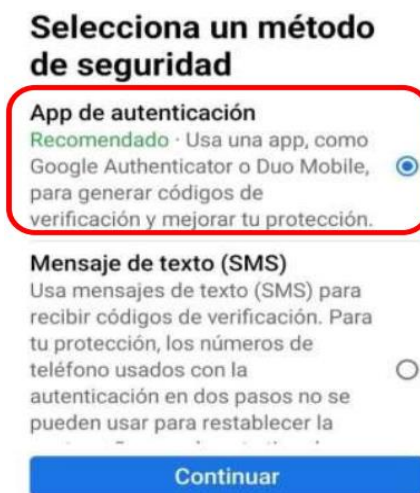 Selecciona un método
de seguridad
App de autenticación
Recomendado · Usa una app, como
Google Authenticator o Duo Mobile,
para generar códigos de
verificación y mejorar tu protección.
Mensaje de texto (SMS)
Usa mensajes de texto (SMS) para
recibir códigos de verificación. Para
tu protección, los números de
teléfono usados con la
autenticación en dos pasos no se
pueden usar para restablecer la
Continuar